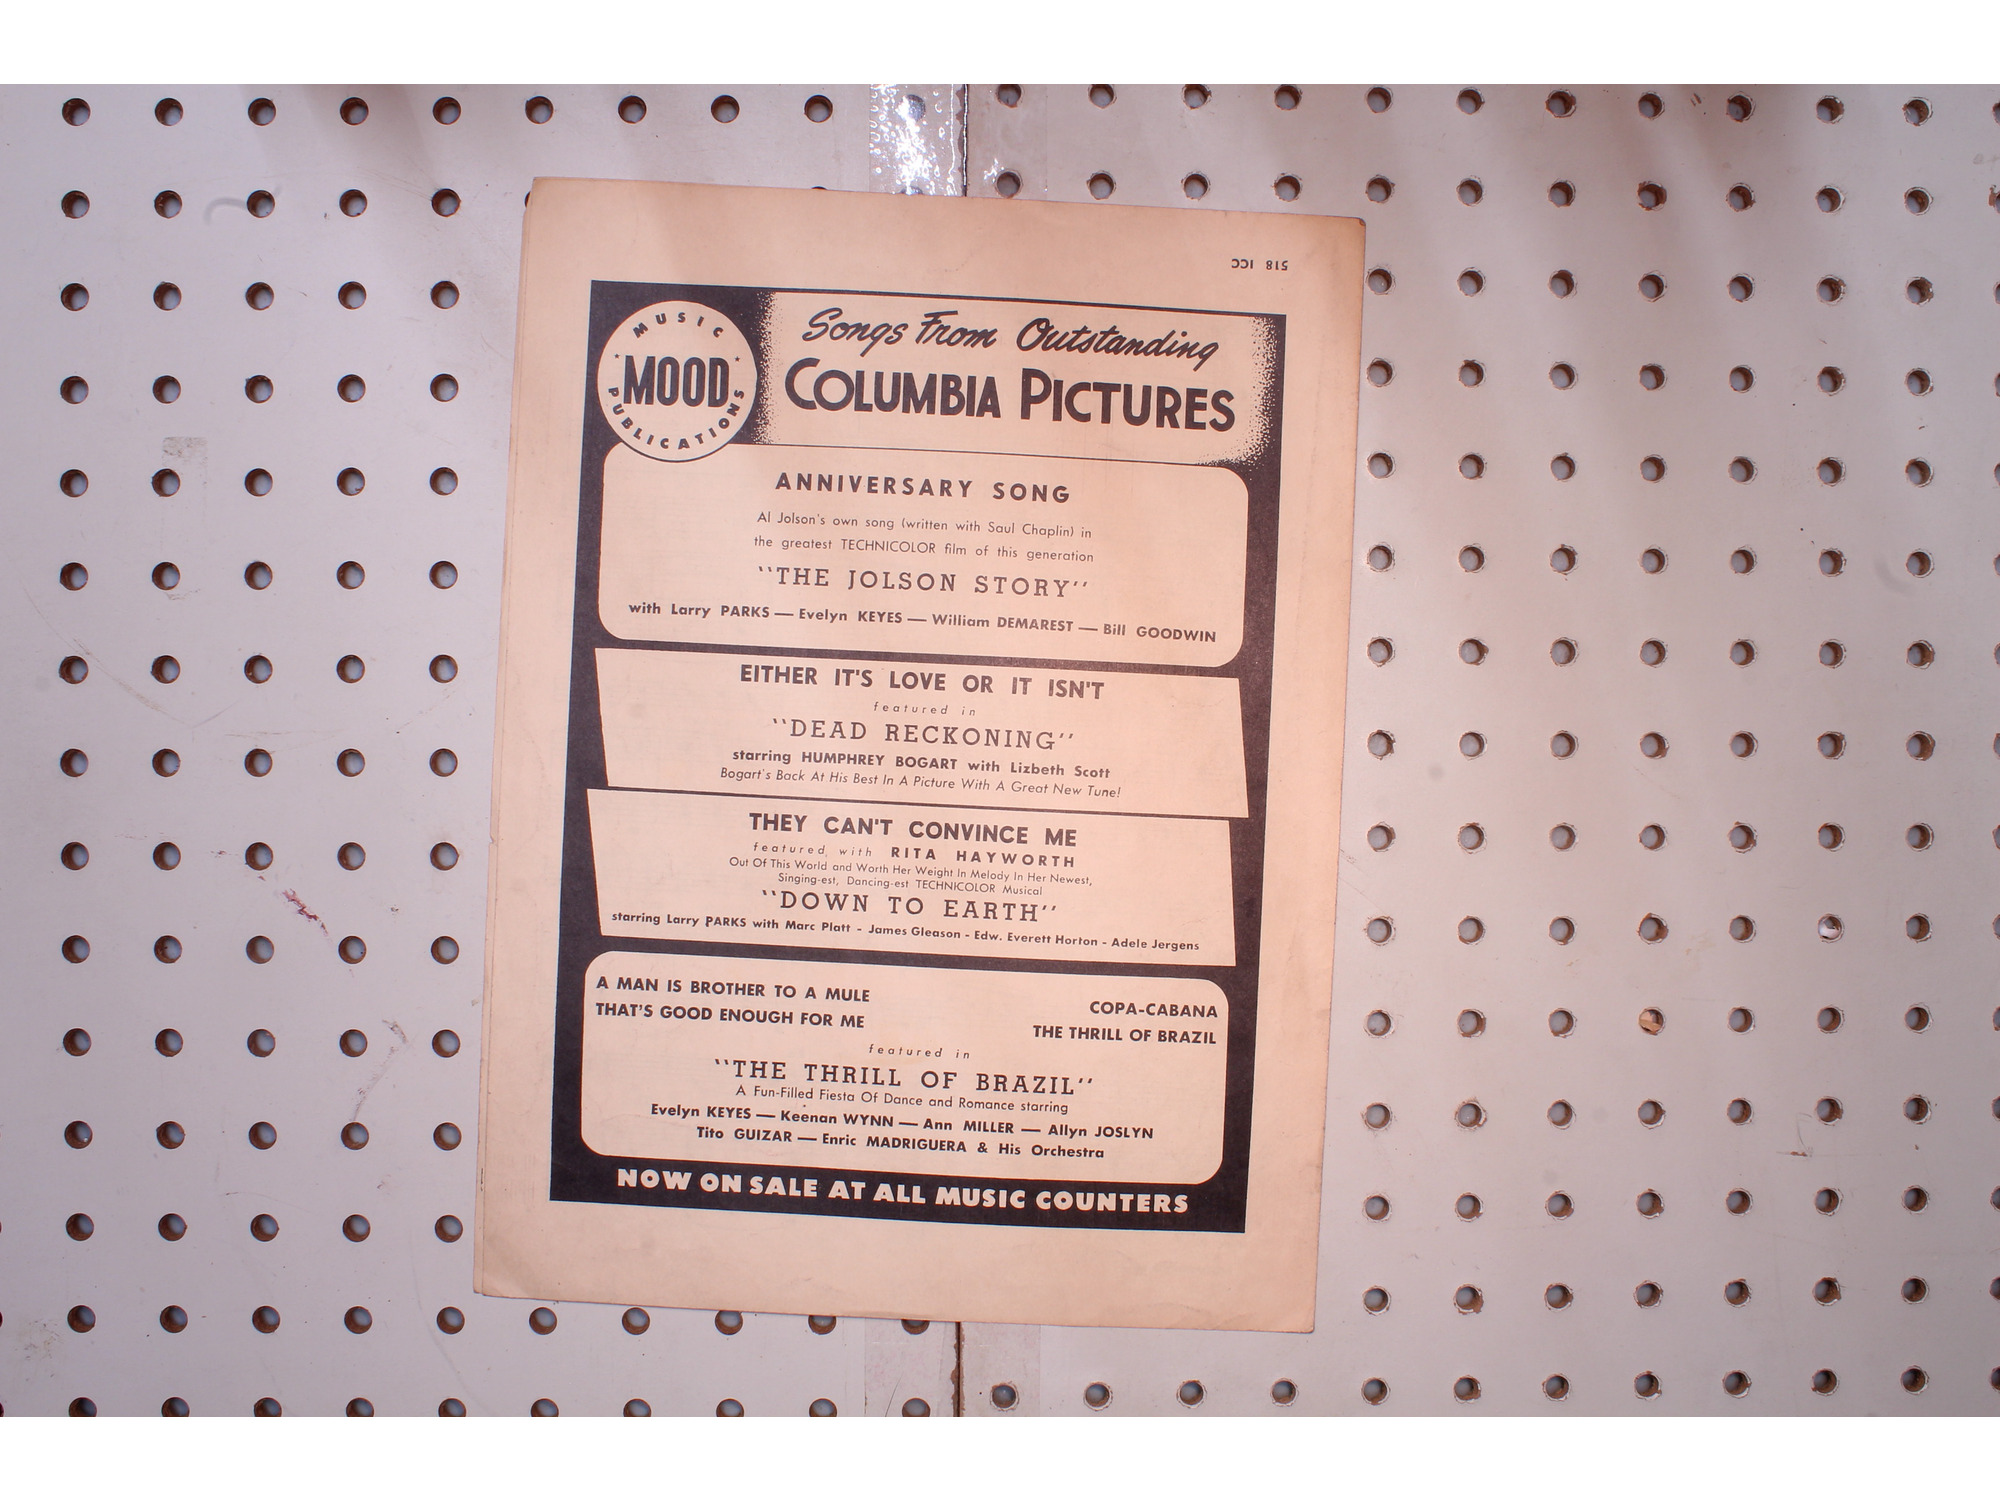 518 ICC
MUSIC
MOOD
PUBLICATIONS
Songs From Outstanding
COLUMBIA PICTURES
ANNIVERSARY SONG
Al Jolson's own song (written with Saul Chaplin) in
the greatest TECHNICOLOR film of this generation
"THE JOLSON STORY"
with Larry PARKS — Evelyn KEYES — William DEMAREST — Bill GOODWIN
EITHER IT'S LOVE OR IT ISN'T
featured in
"DEAD RECKONING"
starring HUMPHREY BOGART with Lizbeth Scott
Bogart's Back At His Best In A Picture With A Great New Tune!
THEY CAN'T CONVINCE ME
featured with RITA HAYWORTH
Out Of This World and Worth Her Weight In Melody In Her Newest,
Singing-est, Dancing-est TECHNICOLOR Musical
"DOWN TO EARTH"
starring Larry PARKS with Marc Platt - James Gleason - Edw. Everett Horton - Adele Jergens
A MAN IS BROTHER TO A MULE COPA-CABANA
THAT'S GOOD ENOUGH FOR ME THE THRILL OF BRAZIL
featured in
"THE THRILL OF BRAZIL"
A Fun-Filled Fiesta Of Dance and Romance starring
Evelyn KEYES — Keenan WYNN — Ann MILLER — Allyn JOSLYN
Tito GUIZAR — Enric MADRIGUERA & His Orchestra
NOW ON SALE AT ALL MUSIC COUNTERS